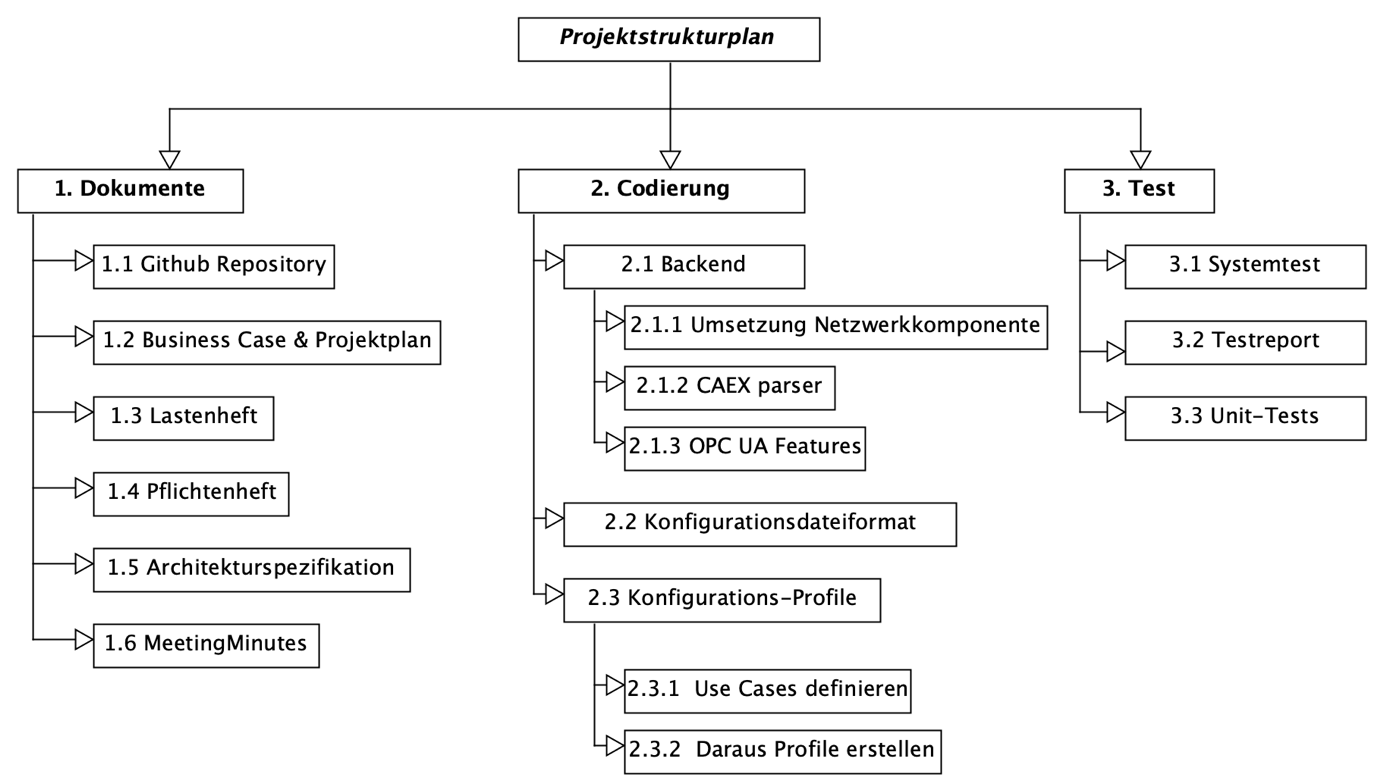 Projektstrukturplan
1. Dokumente
1.1 Github Repository
1.2 Business Case & Projektplan
1.3 Lastenheft
1.4 Pflichtenheft
1.5 Architekturspezifikation
1.6 MeetingMinutes
2. Codierung
2.1 Backend
2.1.1 Umsetzung Netzwerkkomponente
2.1.2 CAEX parser
2.1.3 OPC UA Features
2.2 Konfigurationsdateiformat
2.3 Konfigurations-Profile
2.3.1 Use Cases definieren
2.3.2 Daraus Profile erstellen
3. Test
3.1 Systemtest
3.2 Testreport
3.3 Unit-Tests